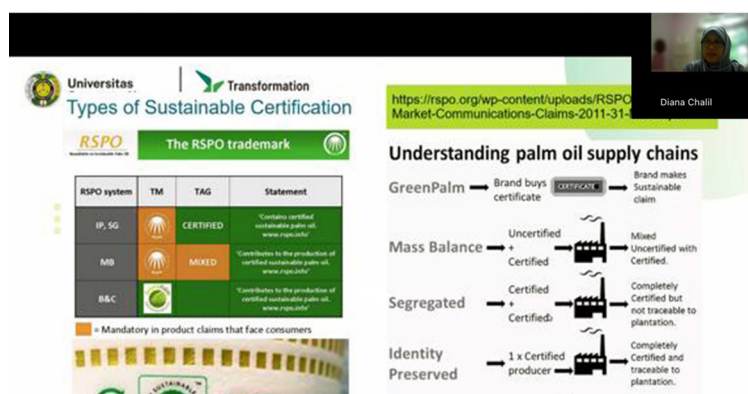 Universitas
Transformation
Types of Sustainable Certification
RSPO
The RSPO trademark
RSPO system TM TAG Statement
IP, SG CERTIFIED 'Contains certified
sustainable palm oil.
www.rspo.info'
MB MIXED 'Contributes to the production of
certified sustainable palm oil.
www.rspo.info'
B&C 'Contributes to the production of
certified sustainable palm oil.
www.rspo.info'
= Mandatory in product claims that face consumers
SUSTAINABLE
Diana Chalil
https://rspo.org/wp-content/uploads/RSPO
Market-Communications-Claims-2011-31-
Understanding palm oil supply chains
GreenPalm
Brand buys
certificate
CERTIFICATE
Brand makes
Sustainable
claim
Mass Balance
Uncertified
+
Certified
Mixed
Uncertified with
Certified.
Segregated
Certified
+
Certified
Completely
Certified but
not traceable to
plantation.
Identity
Preserved
1 x Certified
producer
Completely
Certified and
traceable to
plantation.